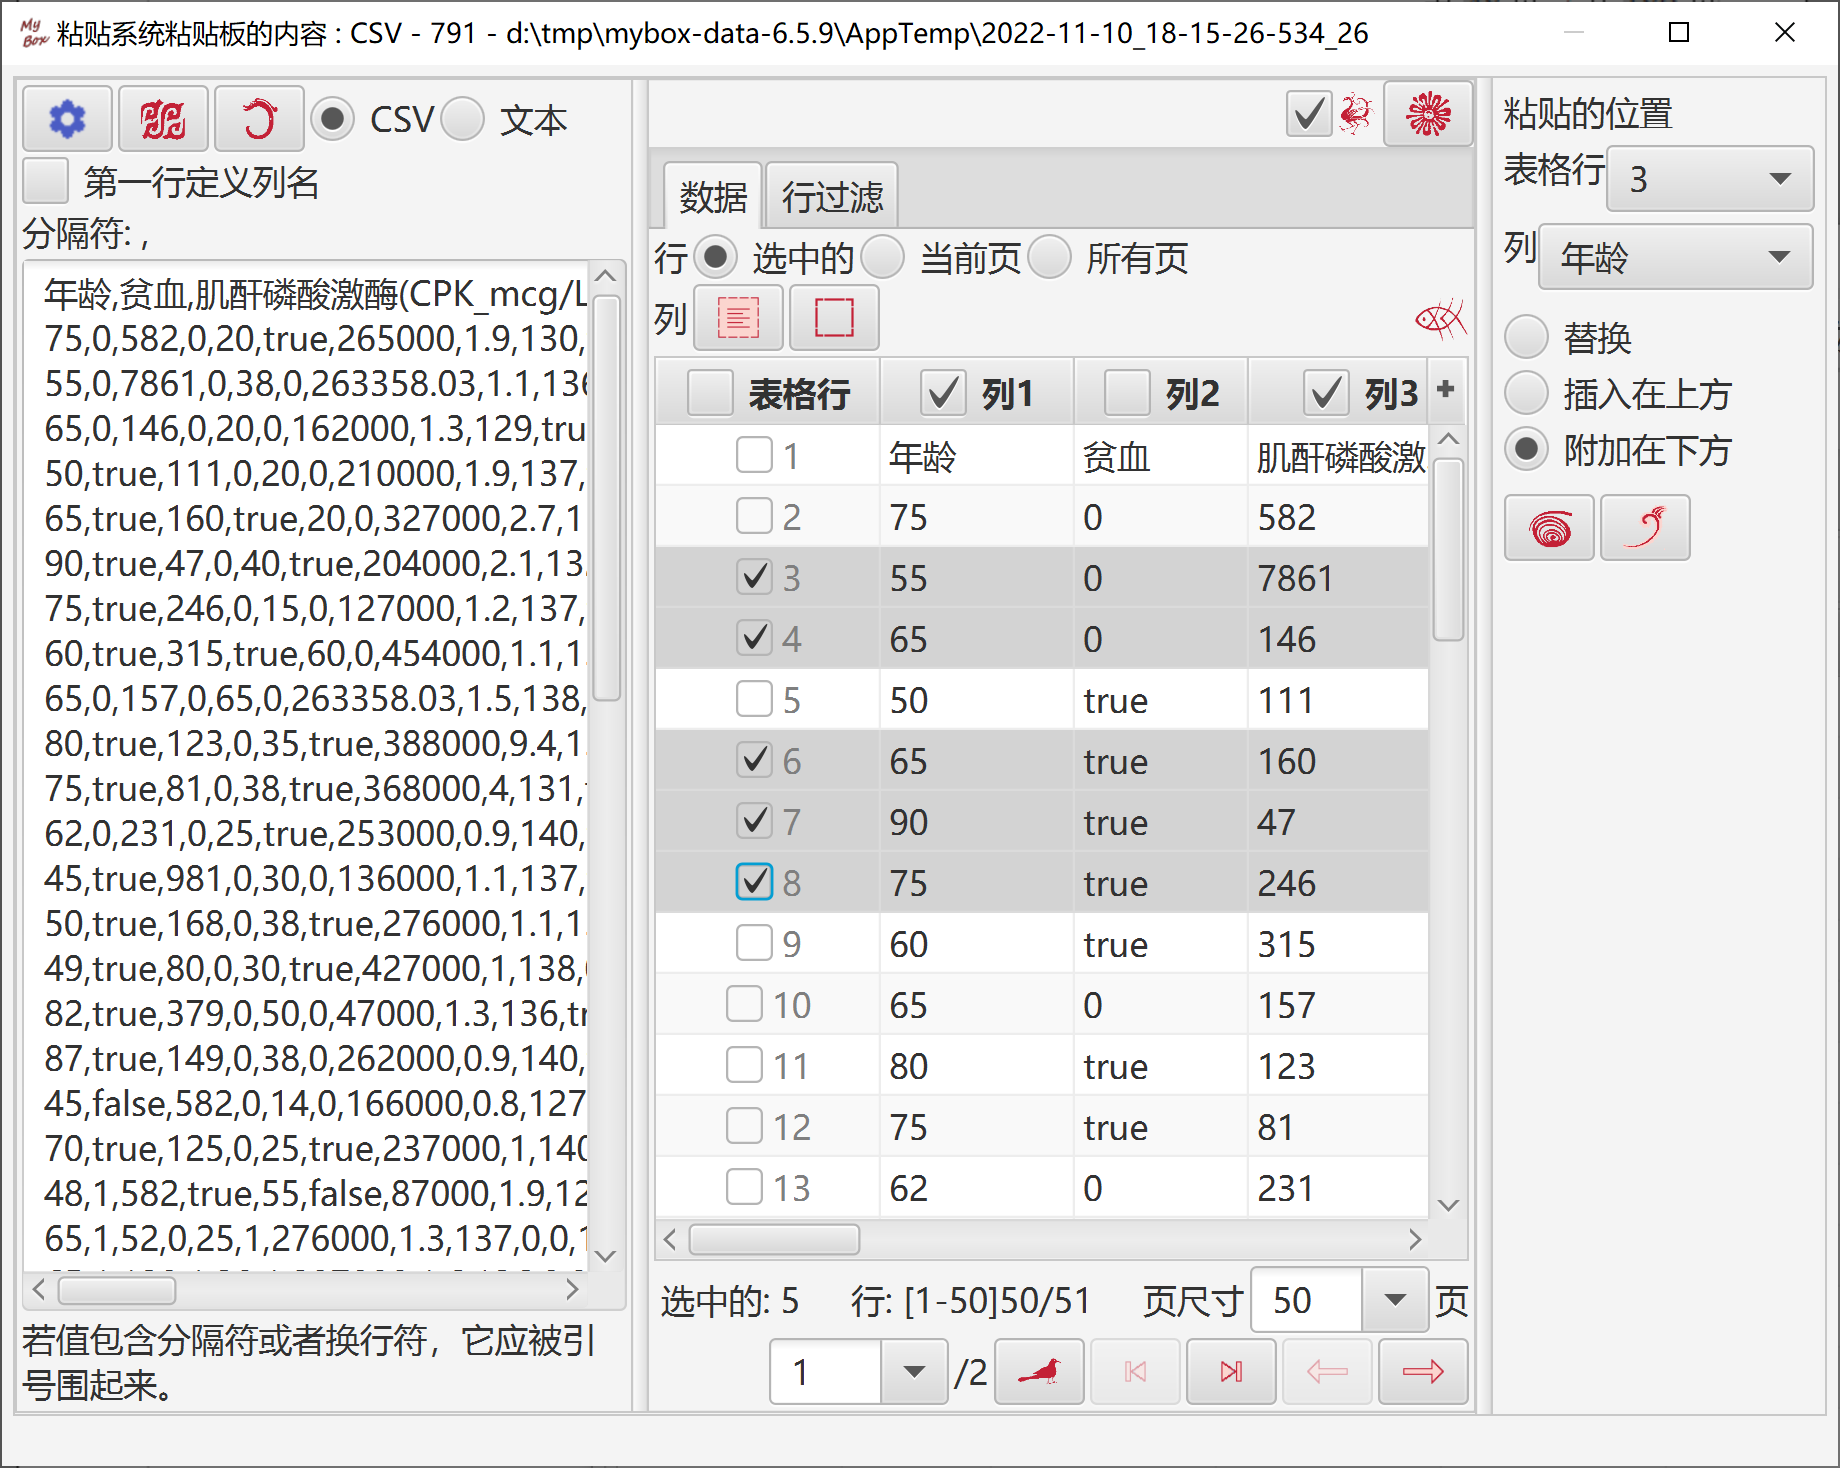 My Box 粘贴系统粘贴板的内容 : CSV - 791 - d:\tmp\mybox-data-6.5.9\AppTemp\2022-11-10_18-15-26-534_26
CSV 文本
第一行定义列名
分隔符: ,
年龄,贫血,肌酐磷酸激酶(CPK_mcg/L
75,0,582,0,20,true,265000,1.9,130,
55,0,7861,0,38,0,263358.03,1.1,136
65,0,146,0,20,0,162000,1.3,129,tru
50,true,111,0,20,0,210000,1.9,137,
65,true,160,true,20,0,327000,2.7,1
90,true,47,0,40,true,204000,2.1,13
75,true,246,0,15,0,127000,1.2,137,
60,true,315,true,60,0,454000,1.1,1
65,0,157,0,65,0,263358.03,1.5,138,
80,true,123,0,35,true,388000,9.4,1
75,true,81,0,38,true,368000,4,131,
62,0,231,0,25,true,253000,0.9,140,
45,true,981,0,30,0,136000,1.1,137,
50,true,168,0,38,true,276000,1.1,1
49,true,80,0,30,true,427000,1,138,
82,true,379,0,50,0,47000,1.3,136,tr
87,true,149,0,38,0,262000,0.9,140,
45,false,582,0,14,0,166000,0.8,127
70,true,125,0,25,true,237000,1,140
48,1,582,true,55,false,87000,1.9,12
65,1,52,0,25,1,276000,1.3,137,0,0,1
若值包含分隔符或者换行符，它应被引
号围起来。
数据 行过滤
行 选中的 当前页 所有页
列
表格行 列1 列2 列3 +
1 年龄 贫血 肌酐磷酸激
2 75 0 582
3 55 0 7861
4 65 0 146
5 50 true 111
6 65 true 160
7 90 true 47
8 75 true 246
9 60 true 315
10 65 0 157
11 80 true 123
12 75 true 81
13 62 0 231
选中的: 5 行: [1-50]50/51 页尺寸 50 页
1 /2
粘贴的位置
表格行 3
列 年龄
替换
插入在上方
附加在下方